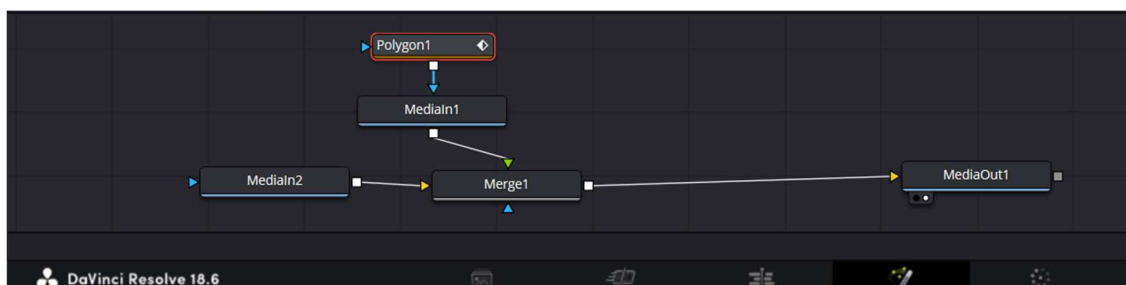 Polygon1
MediaIn1
MediaIn2
Merge1
MediaOut1
DaVinci Resolve 18.6